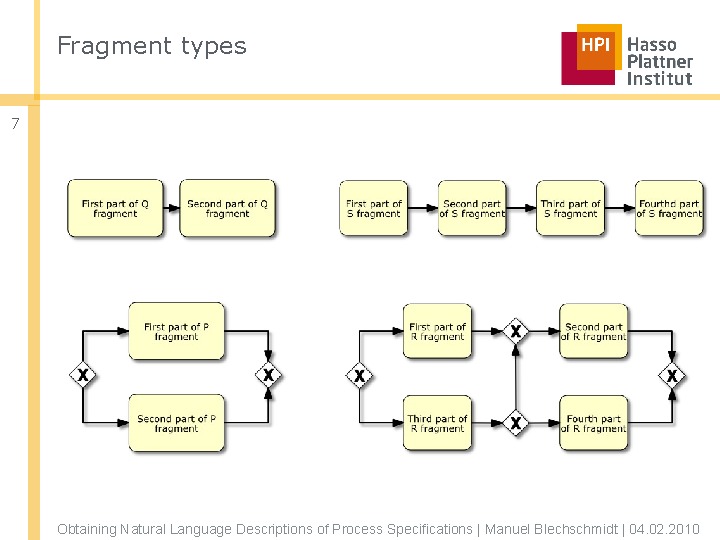 Fragment types
HPI Hasso
Plattner
Institut
7
First part of Q
fragment
Second part of Q
fragment
First part of
S fragment
Second part
of S fragment
Third part of
S fragment
Fourthd part
of S fragment
First part of P
fragment
X
X
Second part of P
fragment
First part of
R fragment
X
Second part
of R fragment
X
X
Third part of
R fragment
X
Fourth part
of R fragment
Obtaining Natural Language Descriptions of Process Specifications | Manuel Blechschmidt | 04.02.2010